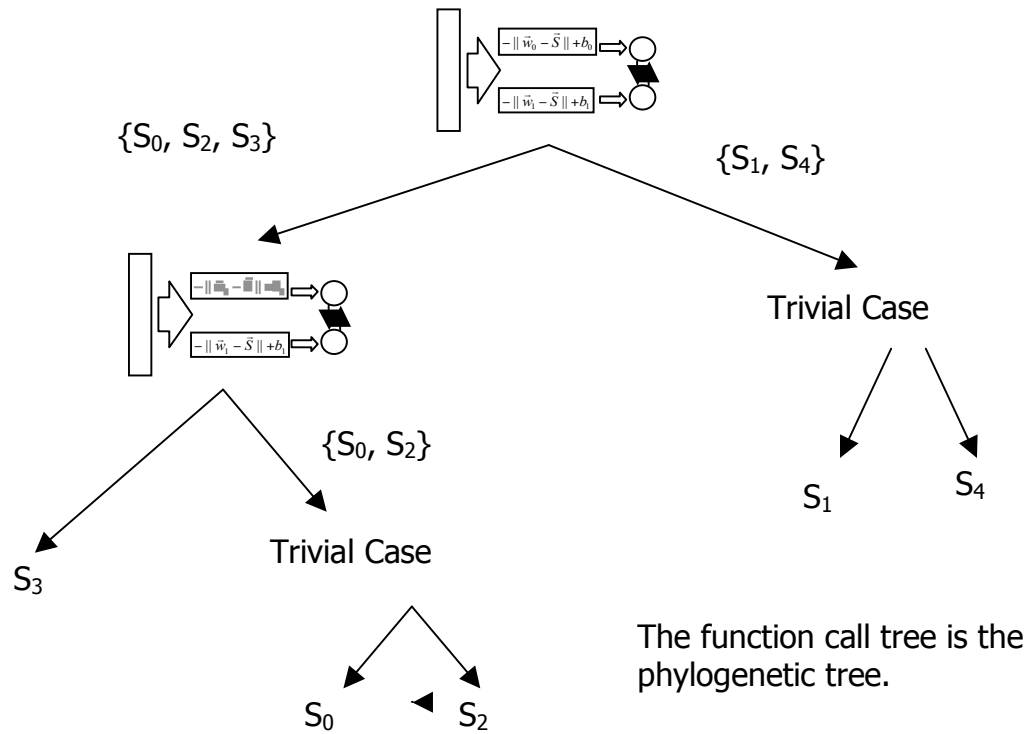 −|| w⃗₀ − S⃗ || +b₀
−|| w⃗₁ − S⃗ || +b₁
{S₀, S₂, S₃}
{S₁, S₄}
−|| w⃗₁ − S⃗ || +b₁
Trivial Case
{S₀, S₂}
S₁
S₄
Trivial Case
S₃
The function call tree is the
phylogenetic tree.
S₀
S₂